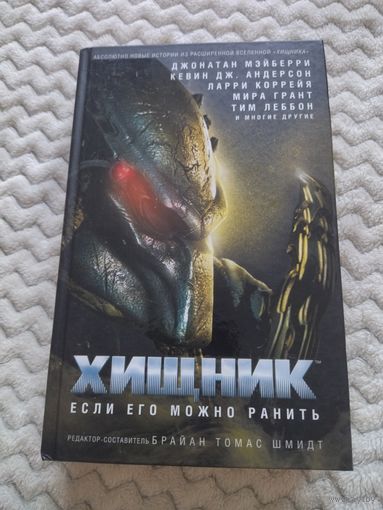 АБСОЛЮТНО НОВЫЕ ИСТОРИИ ИЗ РАСШИРЕННОЙ ВСЕЛЕННОЙ «ХИЩНИКА»
ДЖОНАТАН МЭЙБЕРРИ
КЕВИН ДЖ. АНДЕРСОН
ЛАРРИ КОРРЕЙЯ
МИРА ГРАНТ
ТИМ ЛЕББОН
И МНОГИЕ ДРУГИЕ
ХИЩНИК™
ЕСЛИ ЕГО МОЖНО РАНИТЬ
РЕДАКТОР-СОСТАВИТЕЛЬ БРАЙАН ТОМАС ШМИДТ